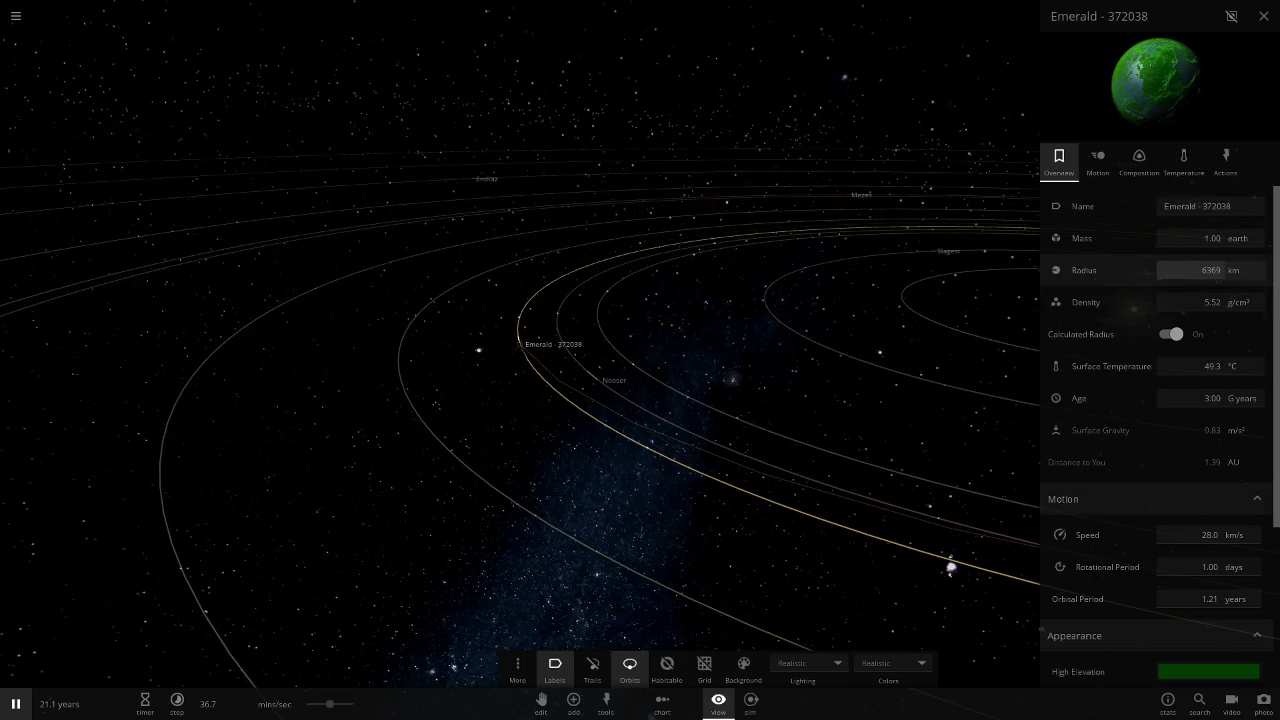 Emerald - 372038
Overview
Motion
Composition
Temperature
Actions
Name Emerald - 372038
Mass 1.00 earth
Radius 6369 km
Density 5.52 g/cm³
Calculated Radius On
Surface Temperature 49.3 °C
Age 3.00 G years
Surface Gravity 9.83 m/s²
Distance to You 1.39 AU
Motion
Speed 28.0 km/s
Rotational Period 1.00 days
Orbital Period 1.21 years
Appearance
High Elevation
Mezes
Emerald - 372038
Nnoser
More
Labels
Trails
Orbits
Habitable
Grid
Background
Realistic
Lighting
Realistic
Colors
21.1 years
timer
step
36.7 mins/sec
edit
add
tools
chart
view
sim
stats
search
video
photo